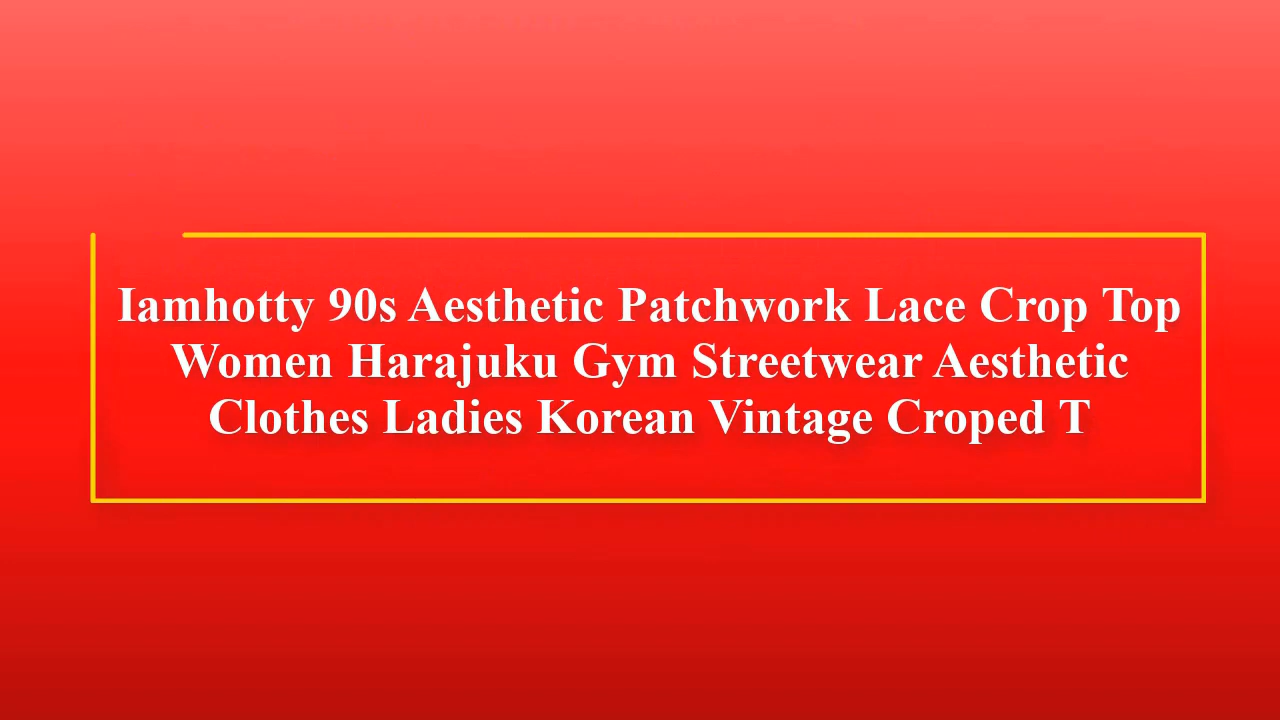 Iamhotty 90s Aesthetic Patchwork Lace Crop Top
Women Harajuku Gym Streetwear Aesthetic
Clothes Ladies Korean Vintage Croped T